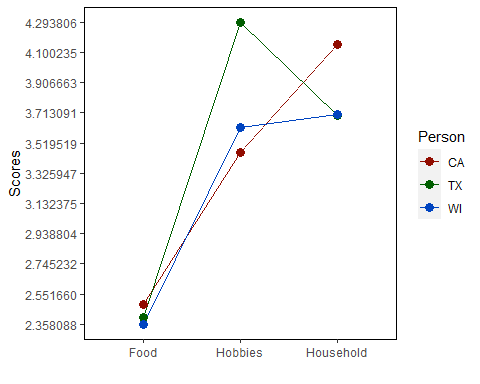 4.293806
4.100235
3.906663
3.713091
3.519519
3.325947
3.132375
2.938804
2.745232
2.551660
2.358088
Scores
Food Hobbies Household
Person
CA
TX
WI